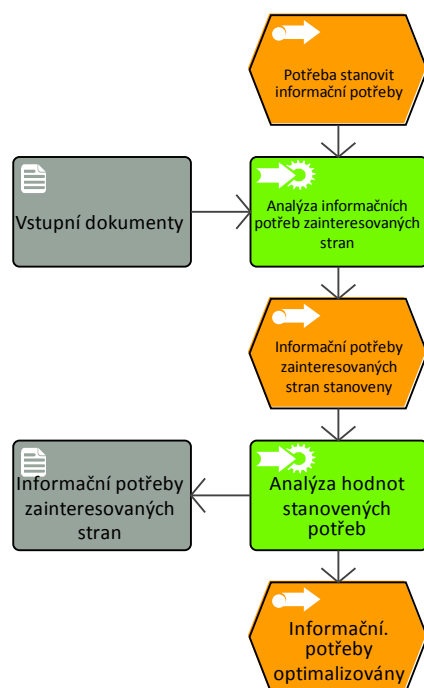 Potřeba stanovit
informační potřeby
Vstupní dokumenty
Analýza informačních
potřeb zainteresovaných
stran
Informační potřeby
zainteresovaných
stran stanoveny
Informační potřeby
zainteresovaných
stran
Analýza hodnot
stanovených
potřeb
Informační.
potřeby
optimalizovány